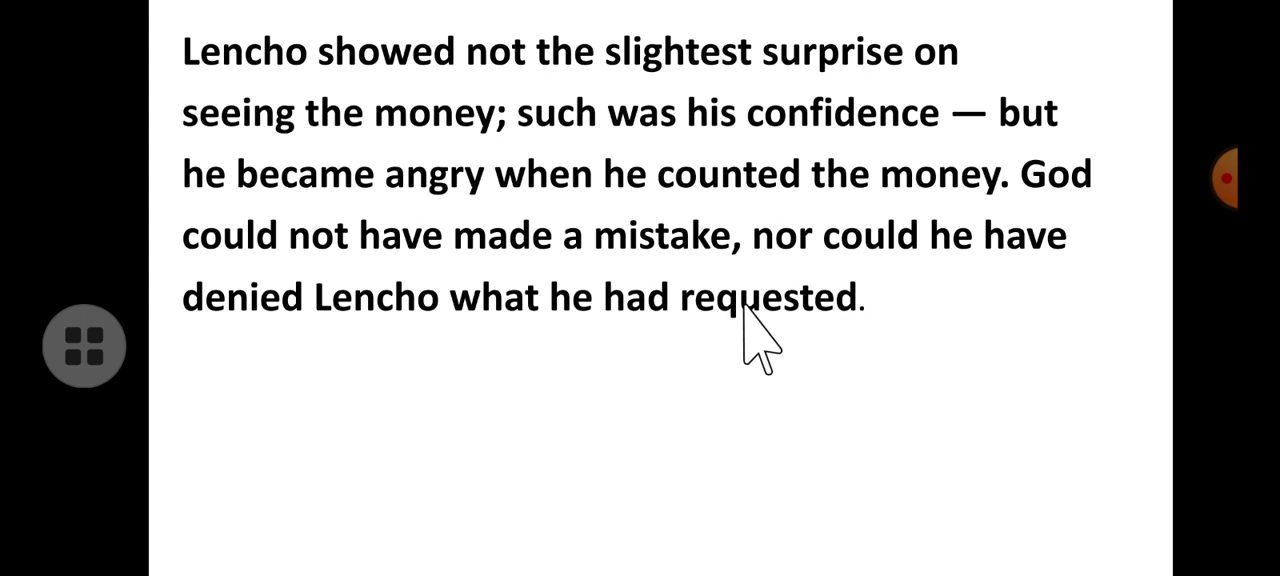 Lencho showed not the slightest surprise on
seeing the money; such was his confidence — but
he became angry when he counted the money. God
could not have made a mistake, nor could he have
denied Lencho what he had requested.